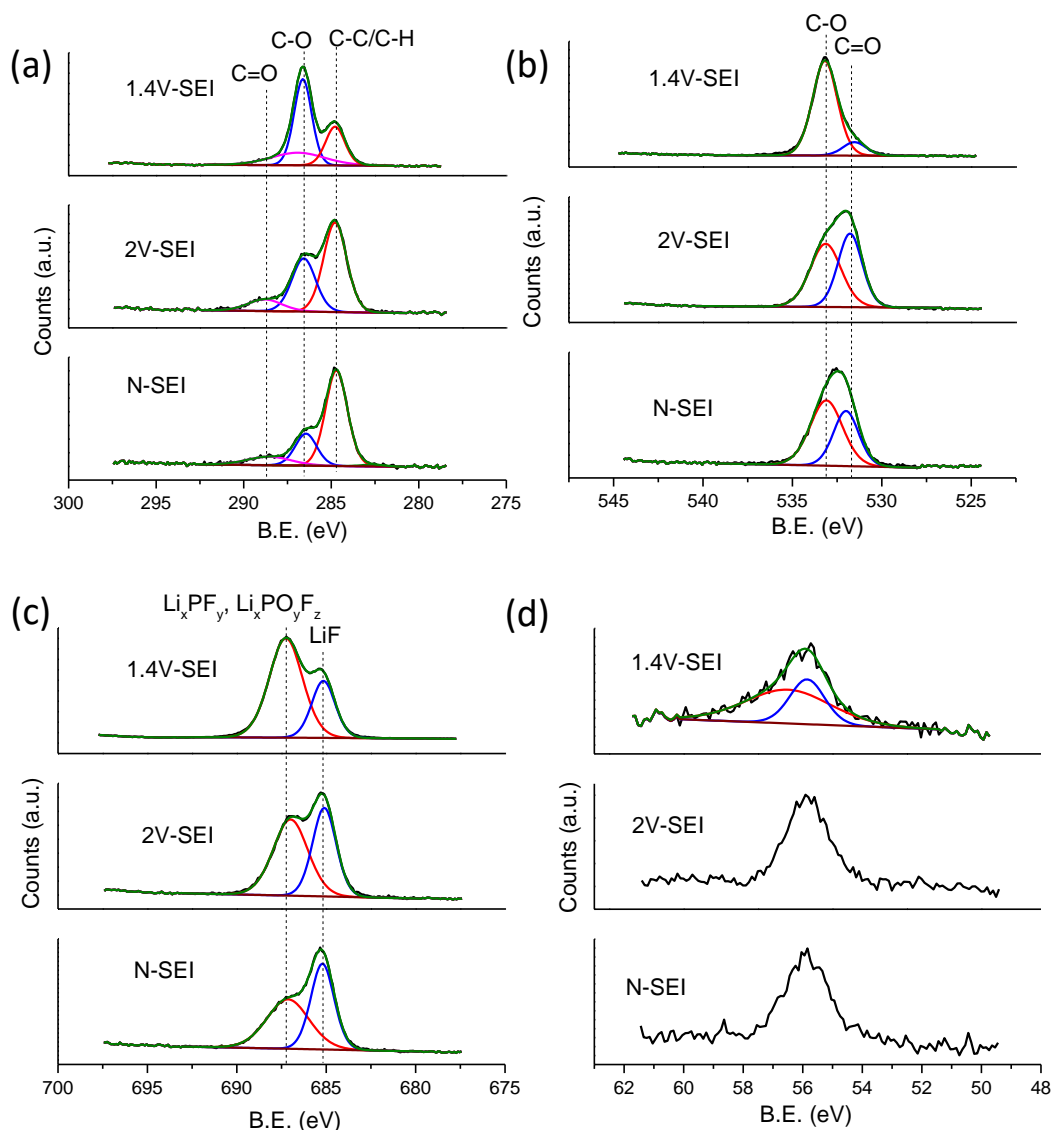 (a)
C=O
C-O
C-C/C-H
1.4V-SEI
2V-SEI
N-SEI
Counts (a.u.)
300 295 290 285 280 275
B.E. (eV)
(b)
C-O
C=O
1.4V-SEI
2V-SEI
N-SEI
545 540 535 530 525
B.E. (eV)
(c)
LixPFy, LixPOyFz
LiF
1.4V-SEI
2V-SEI
N-SEI
Counts (a.u.)
700 695 690 685 680 675
B.E. (eV)
(d)
1.4V-SEI
2V-SEI
N-SEI
Counts (a.u.)
62 60 58 56 54 52 50 48
B.E. (eV)